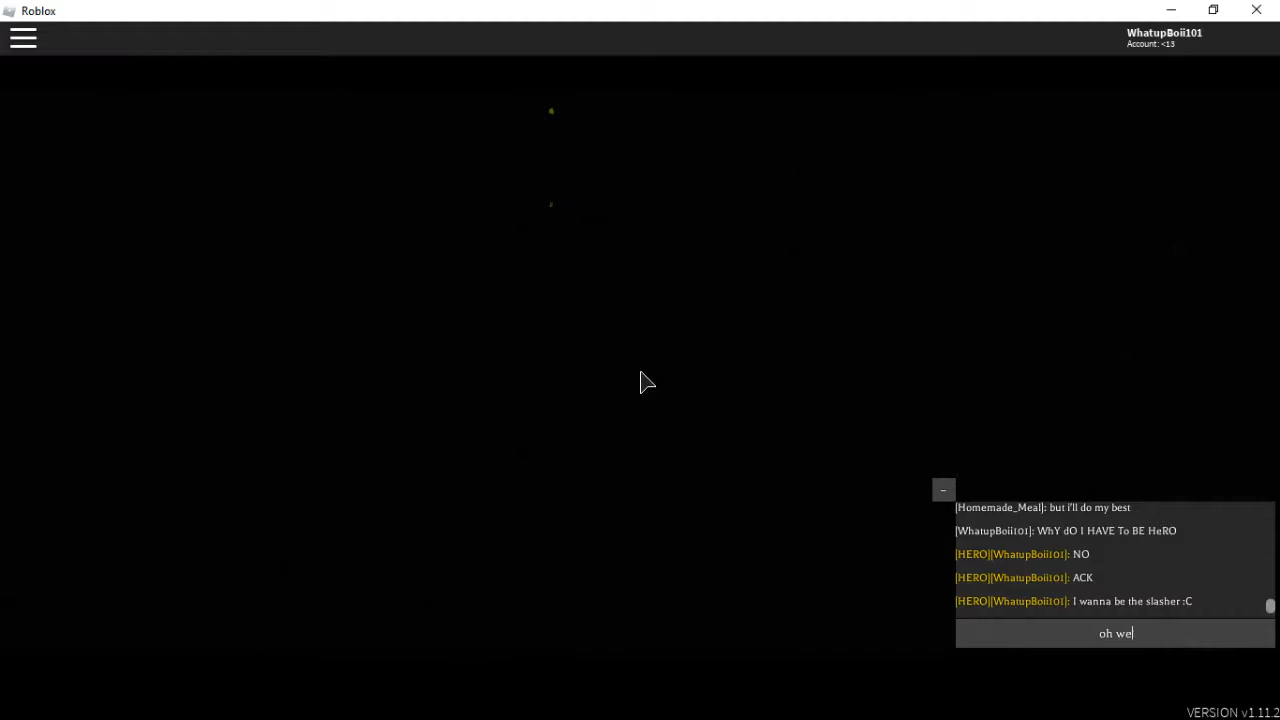 Roblox
WhatupBoii101
Account: <13
[Homemade_Meal]: but i'll do my best
[WhatupBoii101]: WhY dO I HAVE To BE HeRO
[HERO][WhatupBoii101]: NO
[HERO][WhatupBoii101]: ACK
[HERO][WhatupBoii101]: I wanna be the slasher :C
oh we
VERSION v1.11.2